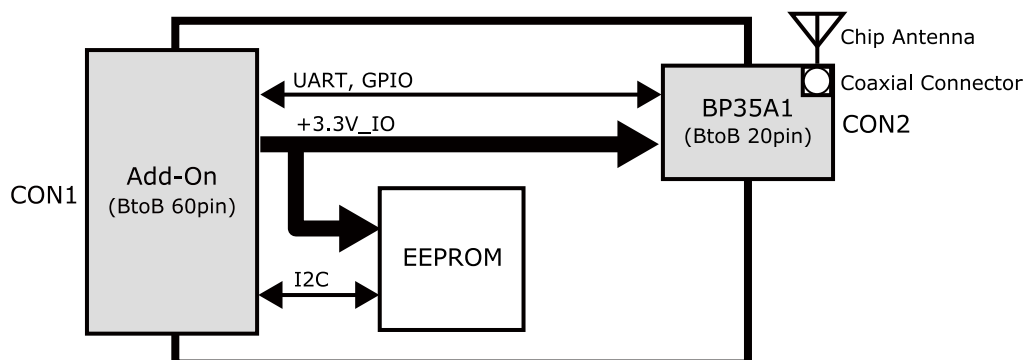 Chip Antenna
UART, GPIO
Coaxial Connector
BP35A1
(BtoB 20pin)
CON2
+3.3V_IO
CON1
Add-On
(BtoB 60pin)
EEPROM
I2C